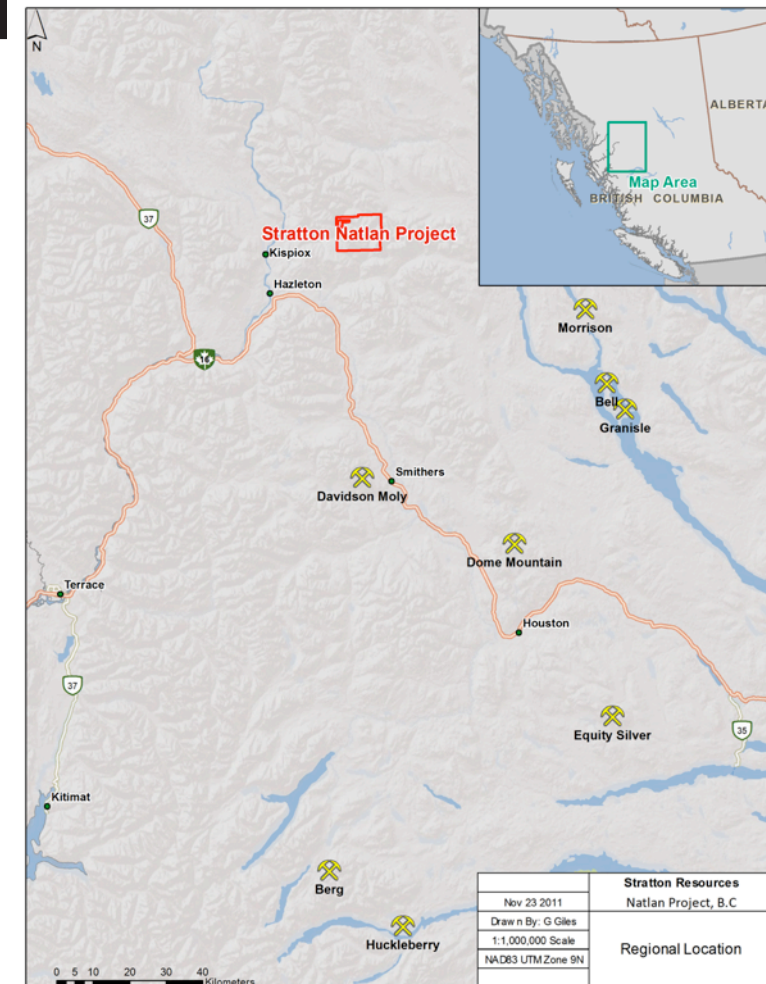 N
ALBERTA
Map Area
BRITISH COLUMBIA
37
Stratton Natlan Project
Kispiox
Hazleton
Morrison
16
Bell
Granisle
Smithers
Davidson Moly
Dome Mountain
Terrace
Houston
37
Equity Silver
35
Kitimat
Berg
Huckleberry
Stratton Resources
Nov 23 2011
Natlan Project, B.C
Drawn By: G Giles
1:1,000,000 Scale
Regional Location
NAD83 UTM Zone 9N
0 5 10 20 30 40
Kilometers